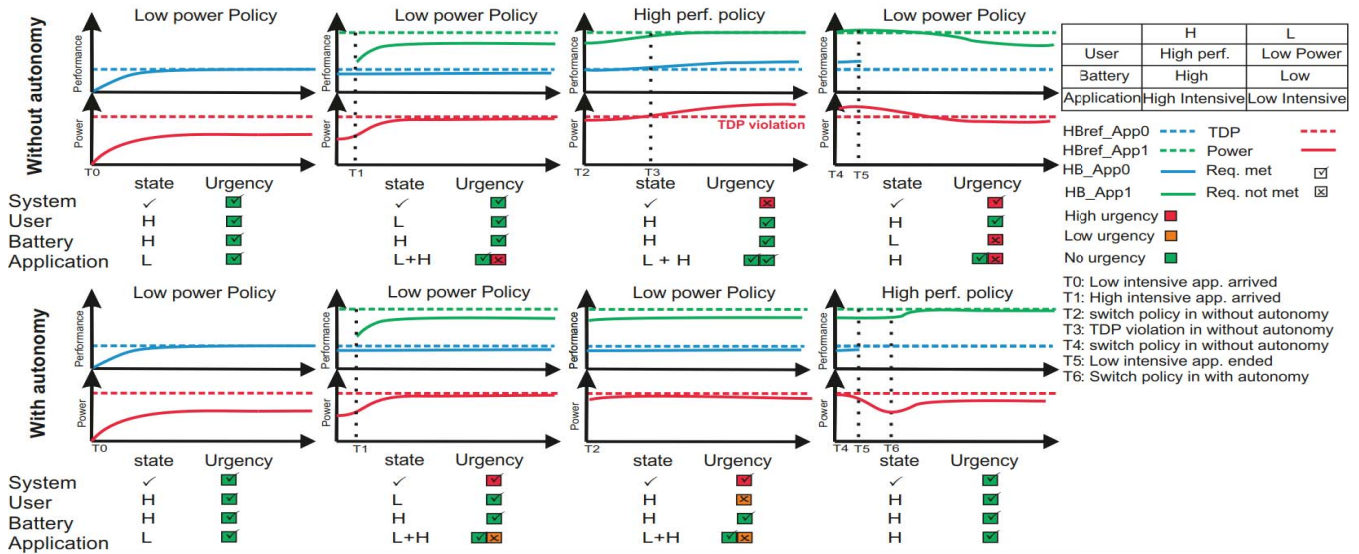 Low power Policy
Low power Policy
High perf. policy
Low power Policy
Without autonomy
Performance
Power
T0
Performance
Power
T1
Performance
Power
TDP violation
T2
T3
Performance
Power
T4
T5
state Urgency
state Urgency
state Urgency
state Urgency
System ✓ ✓ ✓ ✓
User H L H H
Battery H H H L
Application L L+H L + H H
H L
User High perf. Low Power
Battery High Low
Application High Intensive Low Intensive
HBref_App0 TDP
HBref_App1 Power
HB_App0 Req. met
HB_App1 Req. not met
High urgency
Low urgency
No urgency
T0: Low intensive app. arrived
T1: High intensive app. arrived
T2: switch policy in without autonomy
T3: TDP violation in without autonomy
T4: switch policy in without autonomy
T5: Low intensive app. ended
T6: Switch policy in with autonomy
Low power Policy
Low power Policy
Low power Policy
High perf. policy
With autonomy
Performance
Power
T0
Performance
Power
T1
Performance
Power
T2
Performance
Power
T4
T5
T6
state Urgency
state Urgency
state Urgency
state Urgency
System ✓ ✓ ✓ ✓
User H L H H
Battery H H H H
Application L L+H L+H H